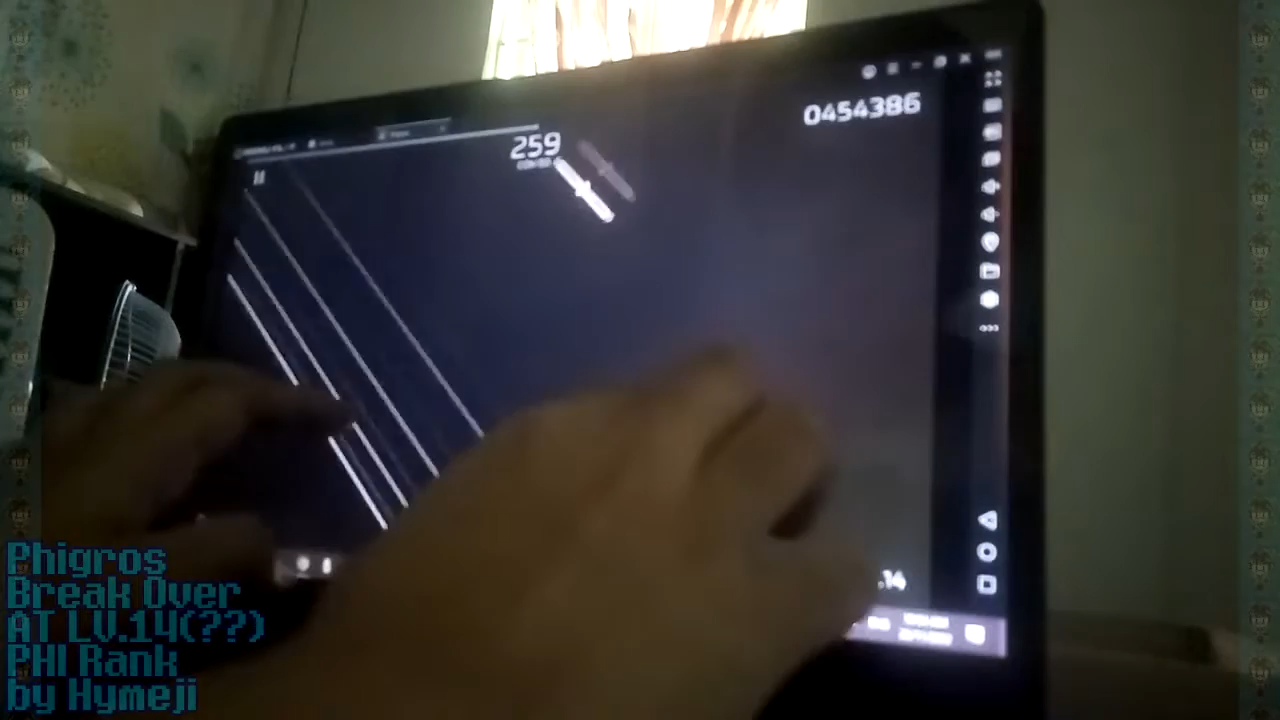 0454386
259
.14
Phigros
Break Over
AT LV.14(??)
PHI Rank
by Hymeji